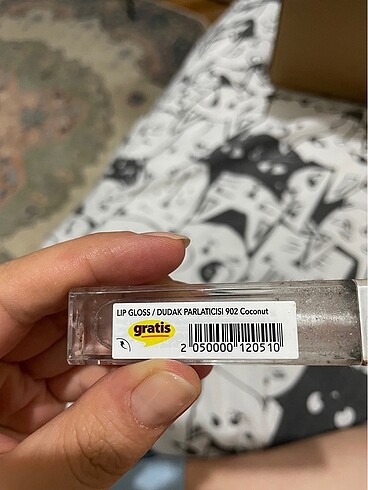 LIP GLOSS / DUDAK PARLATICISI 902 Coconut
gratis
2 050000 120510